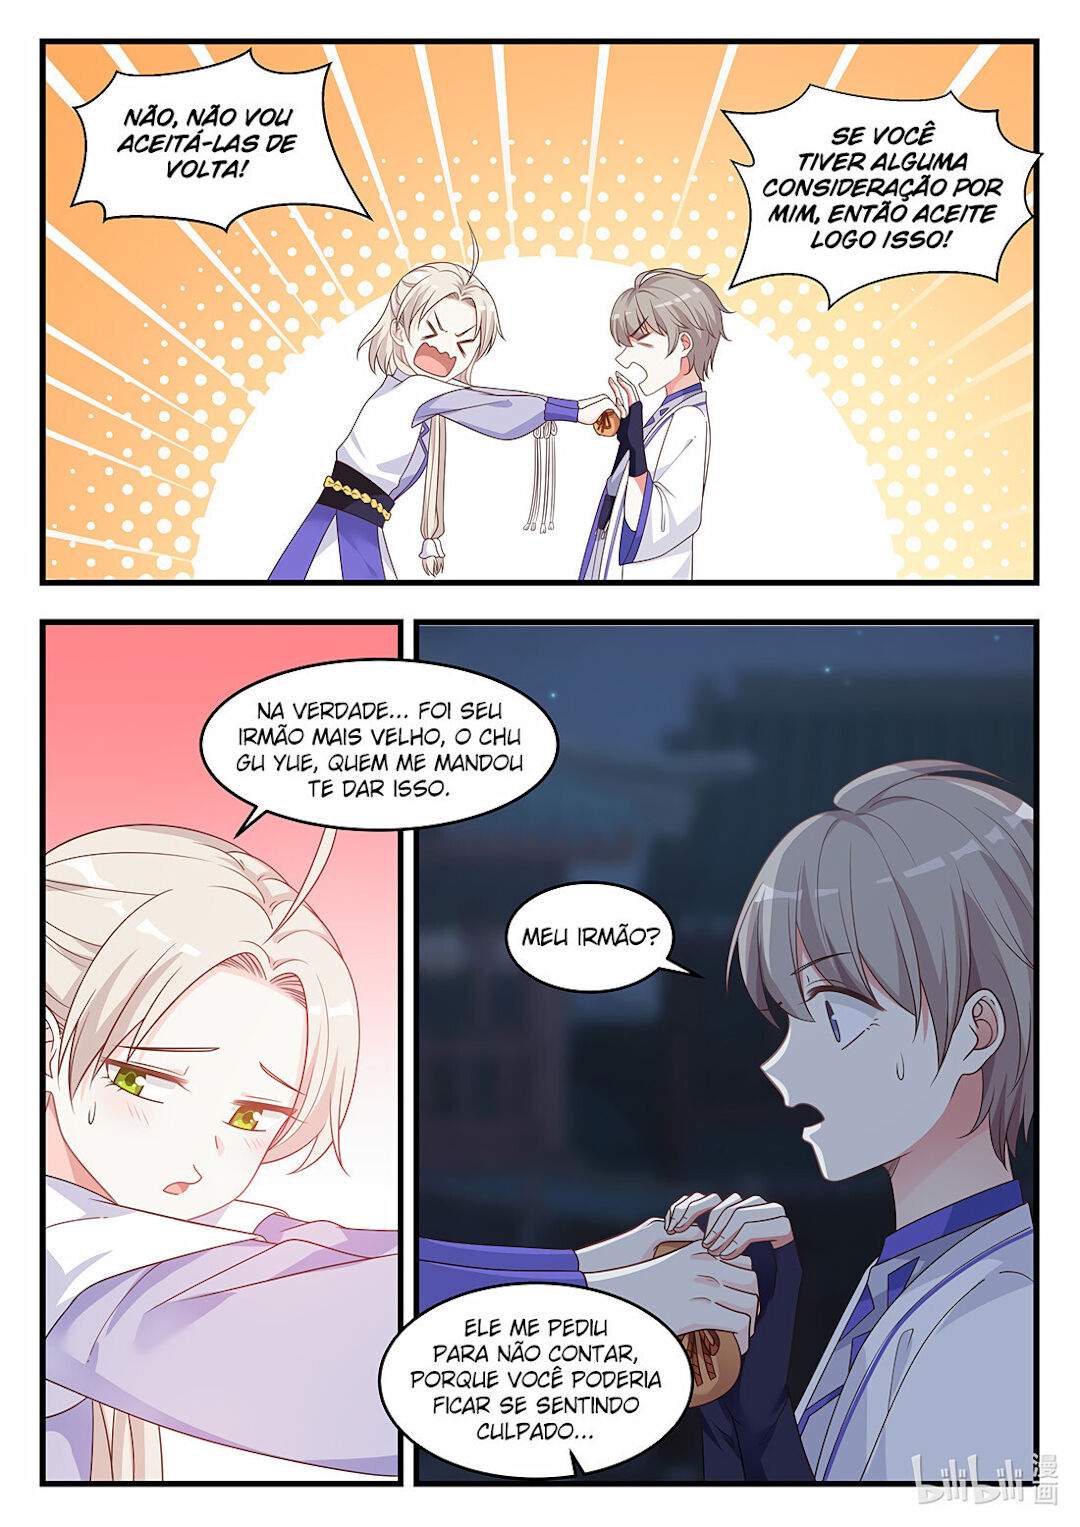 NÃO, NÃO VOU
ACEITÁ-LAS DE
VOLTA!
SE VOCÊ
TIVER ALGUMA
CONSIDERAÇÃO POR
MIM, ENTÃO ACEITE
LOGO ISSO!
NA VERDADE... FOI SEU
IRMÃO MAIS VELHO, O CHU
GU YUE, QUEM ME MANDOU
TE DAR ISSO.
MEU IRMÃO?
ELE ME PEDIU
PARA NÃO CONTAR,
PORQUE VOCÊ PODERIA
FICAR SE SENTINDO
CULPADO...
bilibili 漫画